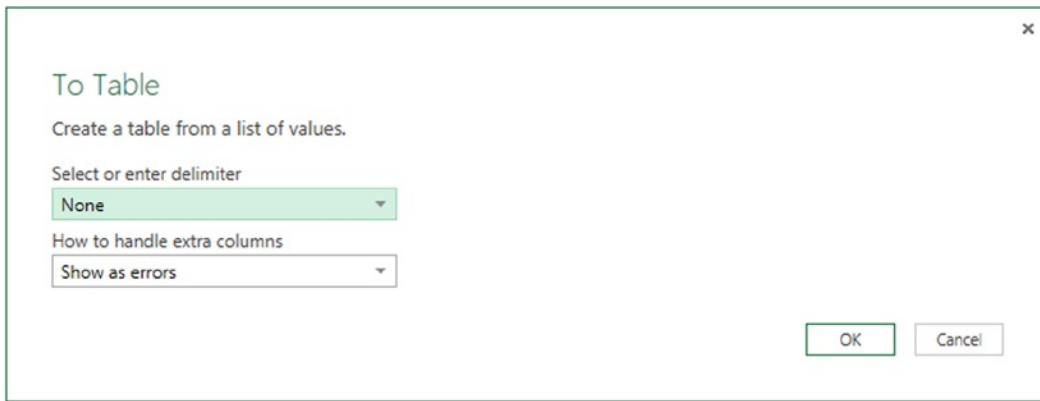 ×
To Table
Create a table from a list of values.
Select or enter delimiter
None
How to handle extra columns
Show as errors
OK Cancel